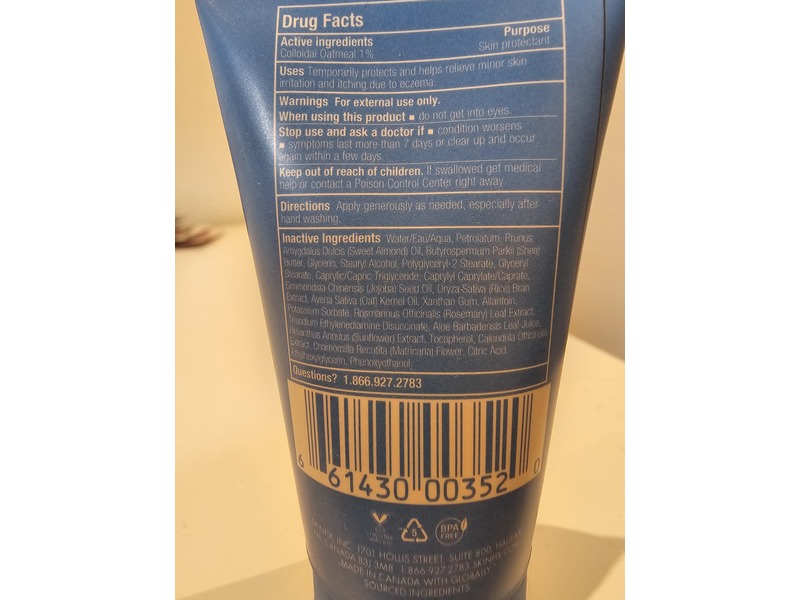 Drug Facts
Active ingredients Purpose
Colloidal Oatmeal 1% Skin protectant
Uses Temporarily protects and helps relieve minor skin
irritation and itching due to eczema.
Warnings For external use only.
When using this product ▪ do not get into eyes.
Stop use and ask a doctor if ▪ condition worsens
▪ symptoms last more than 7 days or clear up and occur
again within a few days.
Keep out of reach of children. If swallowed get medical
help or contact a Poison Control Center right away.
Directions Apply generously as needed, especially after
hand washing.
Inactive Ingredients Water/Eau/Aqua, Petrolatum, Prunus
Amygdalus Dulcis (Sweet Almond) Oil, Butyrospermum Parkii (Shea)
Butter, Glycerin, Stearyl Alcohol, Polyglyceryl-2 Stearate, Glyceryl
Stearate, Caprylic/Capric Triglyceride, Caprylyl Caprylate/Caprate,
Simmondsia Chinensis (Jojoba) Seed Oil, Oryza-Sativa (Rice) Bran
Extract, Avena Sativa (Oat) Kernel Oil, Xanthan Gum, Allantoin,
Potassium Sorbate, Rosmarinus Officinalis (Rosemary) Leaf Extract,
Trisodium Ethylenediamine Disuccinate, Aloe Barbadensis Leaf Juice,
Helianthus Annuus (Sunflower) Extract, Tocopherol, Calendula Officinalis
Extract, Chamomilla Recutita (Matricaria) Flower, Citric Acid,
Ethylhexylglycerin, Phenoxyethanol
Questions? 1.866.927.2783
6 61430 00352 0
5
BPA
FREE
SKINFIX, INC. 1701 HOLLIS STREET, SUITE 800, HALIFAX
NS, CANADA B3J 3M8 1.866.927.2783 SKINFIX.COM
MADE IN CANADA WITH GLOBALLY
SOURCED INGREDIENTS